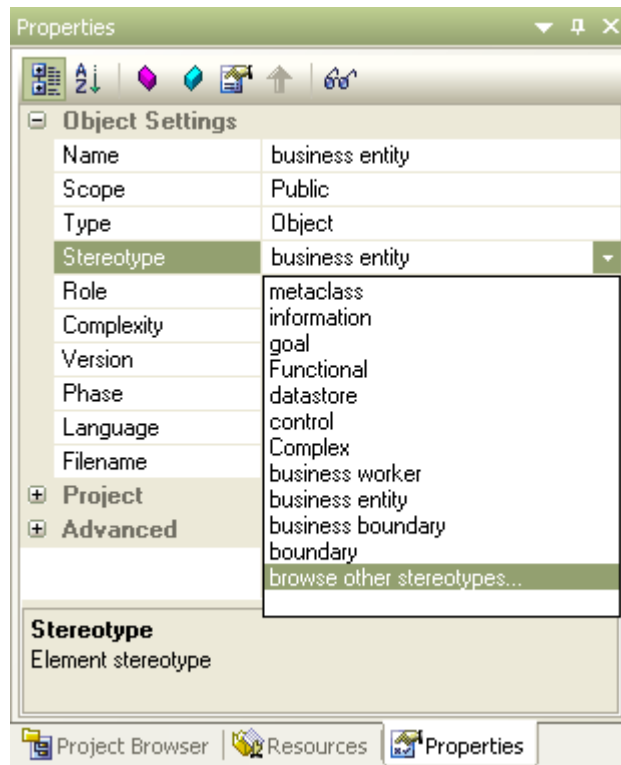 Properties
Object Settings
Name business entity
Scope Public
Type Object
Stereotype business entity
Role
Complexity
Version
Phase
Language
Filename
Project
Advanced
metaclass
information
goal
Functional
datastore
control
Complex
business worker
business entity
business boundary
boundary
browse other stereotypes...
Stereotype
Element stereotype
Project Browser Resources Properties